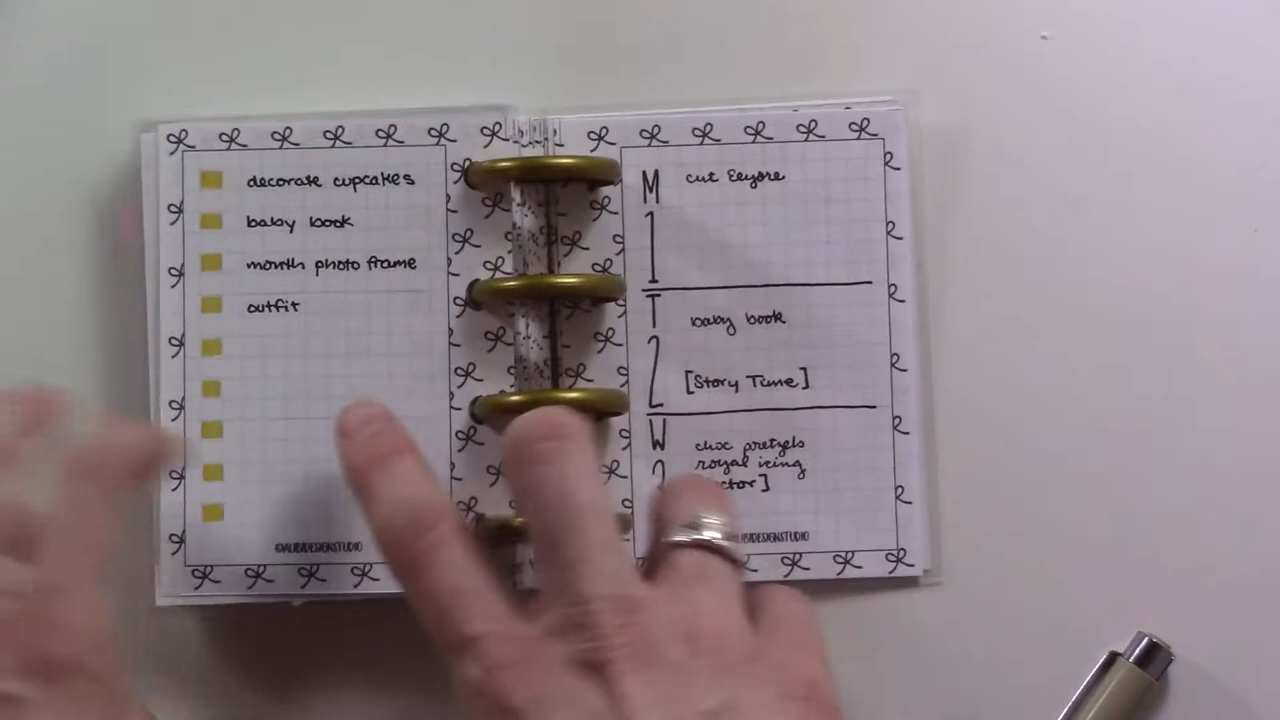 decorate cupcakes
baby book
month photo frame
outfit
©ALIBIDESIGNSTUDIO
M cut Eeyore
1
T baby book
2 [Story Time]
W choc pretzels
royal icing